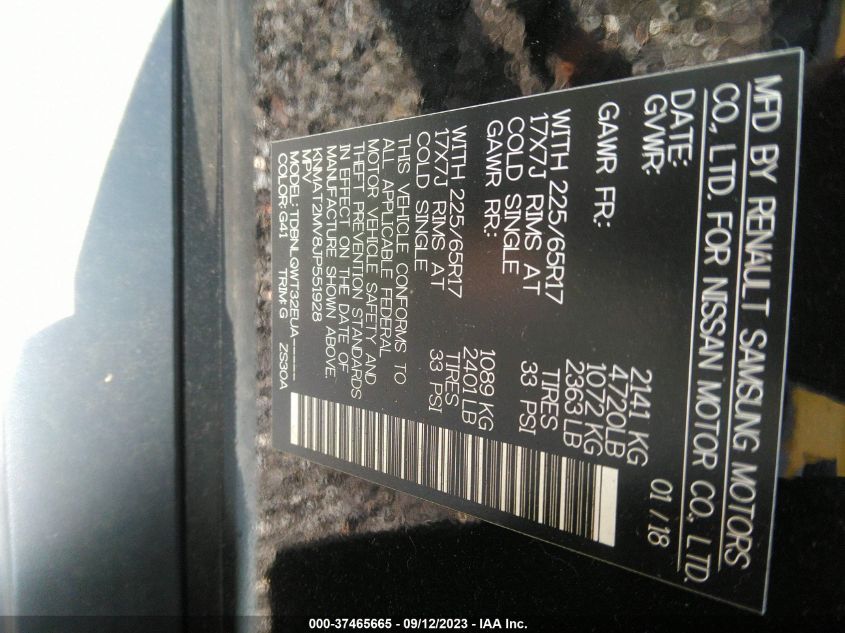 MFD BY RENAULT SAMSUNG MOTORS
CO., LTD. FOR NISSAN MOTOR CO., LTD.
DATE: 01/18
GVWR: 2141 KG
4720LB
GAWR FR: 1072 KG
2363 LB
WITH 225/65R17 TIRES
17X7J RIMS AT 33 PSI
COLD SINGLE
GAWR RR: 1089 KG
2401LB
WITH 225/65R17 TIRES
17X7J RIMS AT 33 PSI
COLD SINGLE
THIS VEHICLE CONFORMS TO
ALL APPLICABLE FEDERAL
MOTOR VEHICLE SAFETY AND
THEFT PREVENTION STANDARDS
IN EFFECT ON THE DATE OF
MANUFACTURE SHOWN ABOVE.
KNMAT2MV8JP551928
MPV
MODEL: TDBNLQWT32EUA-----
COLOR: G41 TRIM: G ZS30A
000-37465665 - 09/12/2023 - IAA Inc.